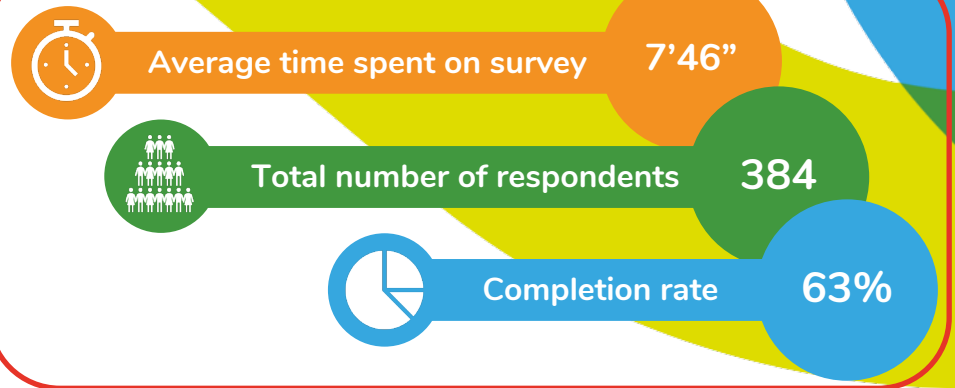 Average time spent on survey 7’46”
Total number of respondents 384
Completion rate 63%